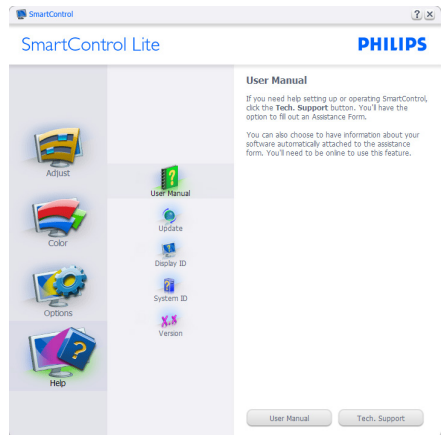 SmartControl
SmartControl Lite
PHILIPS
Adjust
Color
Options
Help
User Manual
Update
Display ID
System ID
X.X
Version
User Manual
If you need help setting up or operating SmartControl,
click the Tech. Support button. You'll have the
option to fill out an Assistance Form.
You can also choose to have information about your
software automatically attached to the assistance
form. You'll need to be online to use this feature.
User Manual
Tech. Support